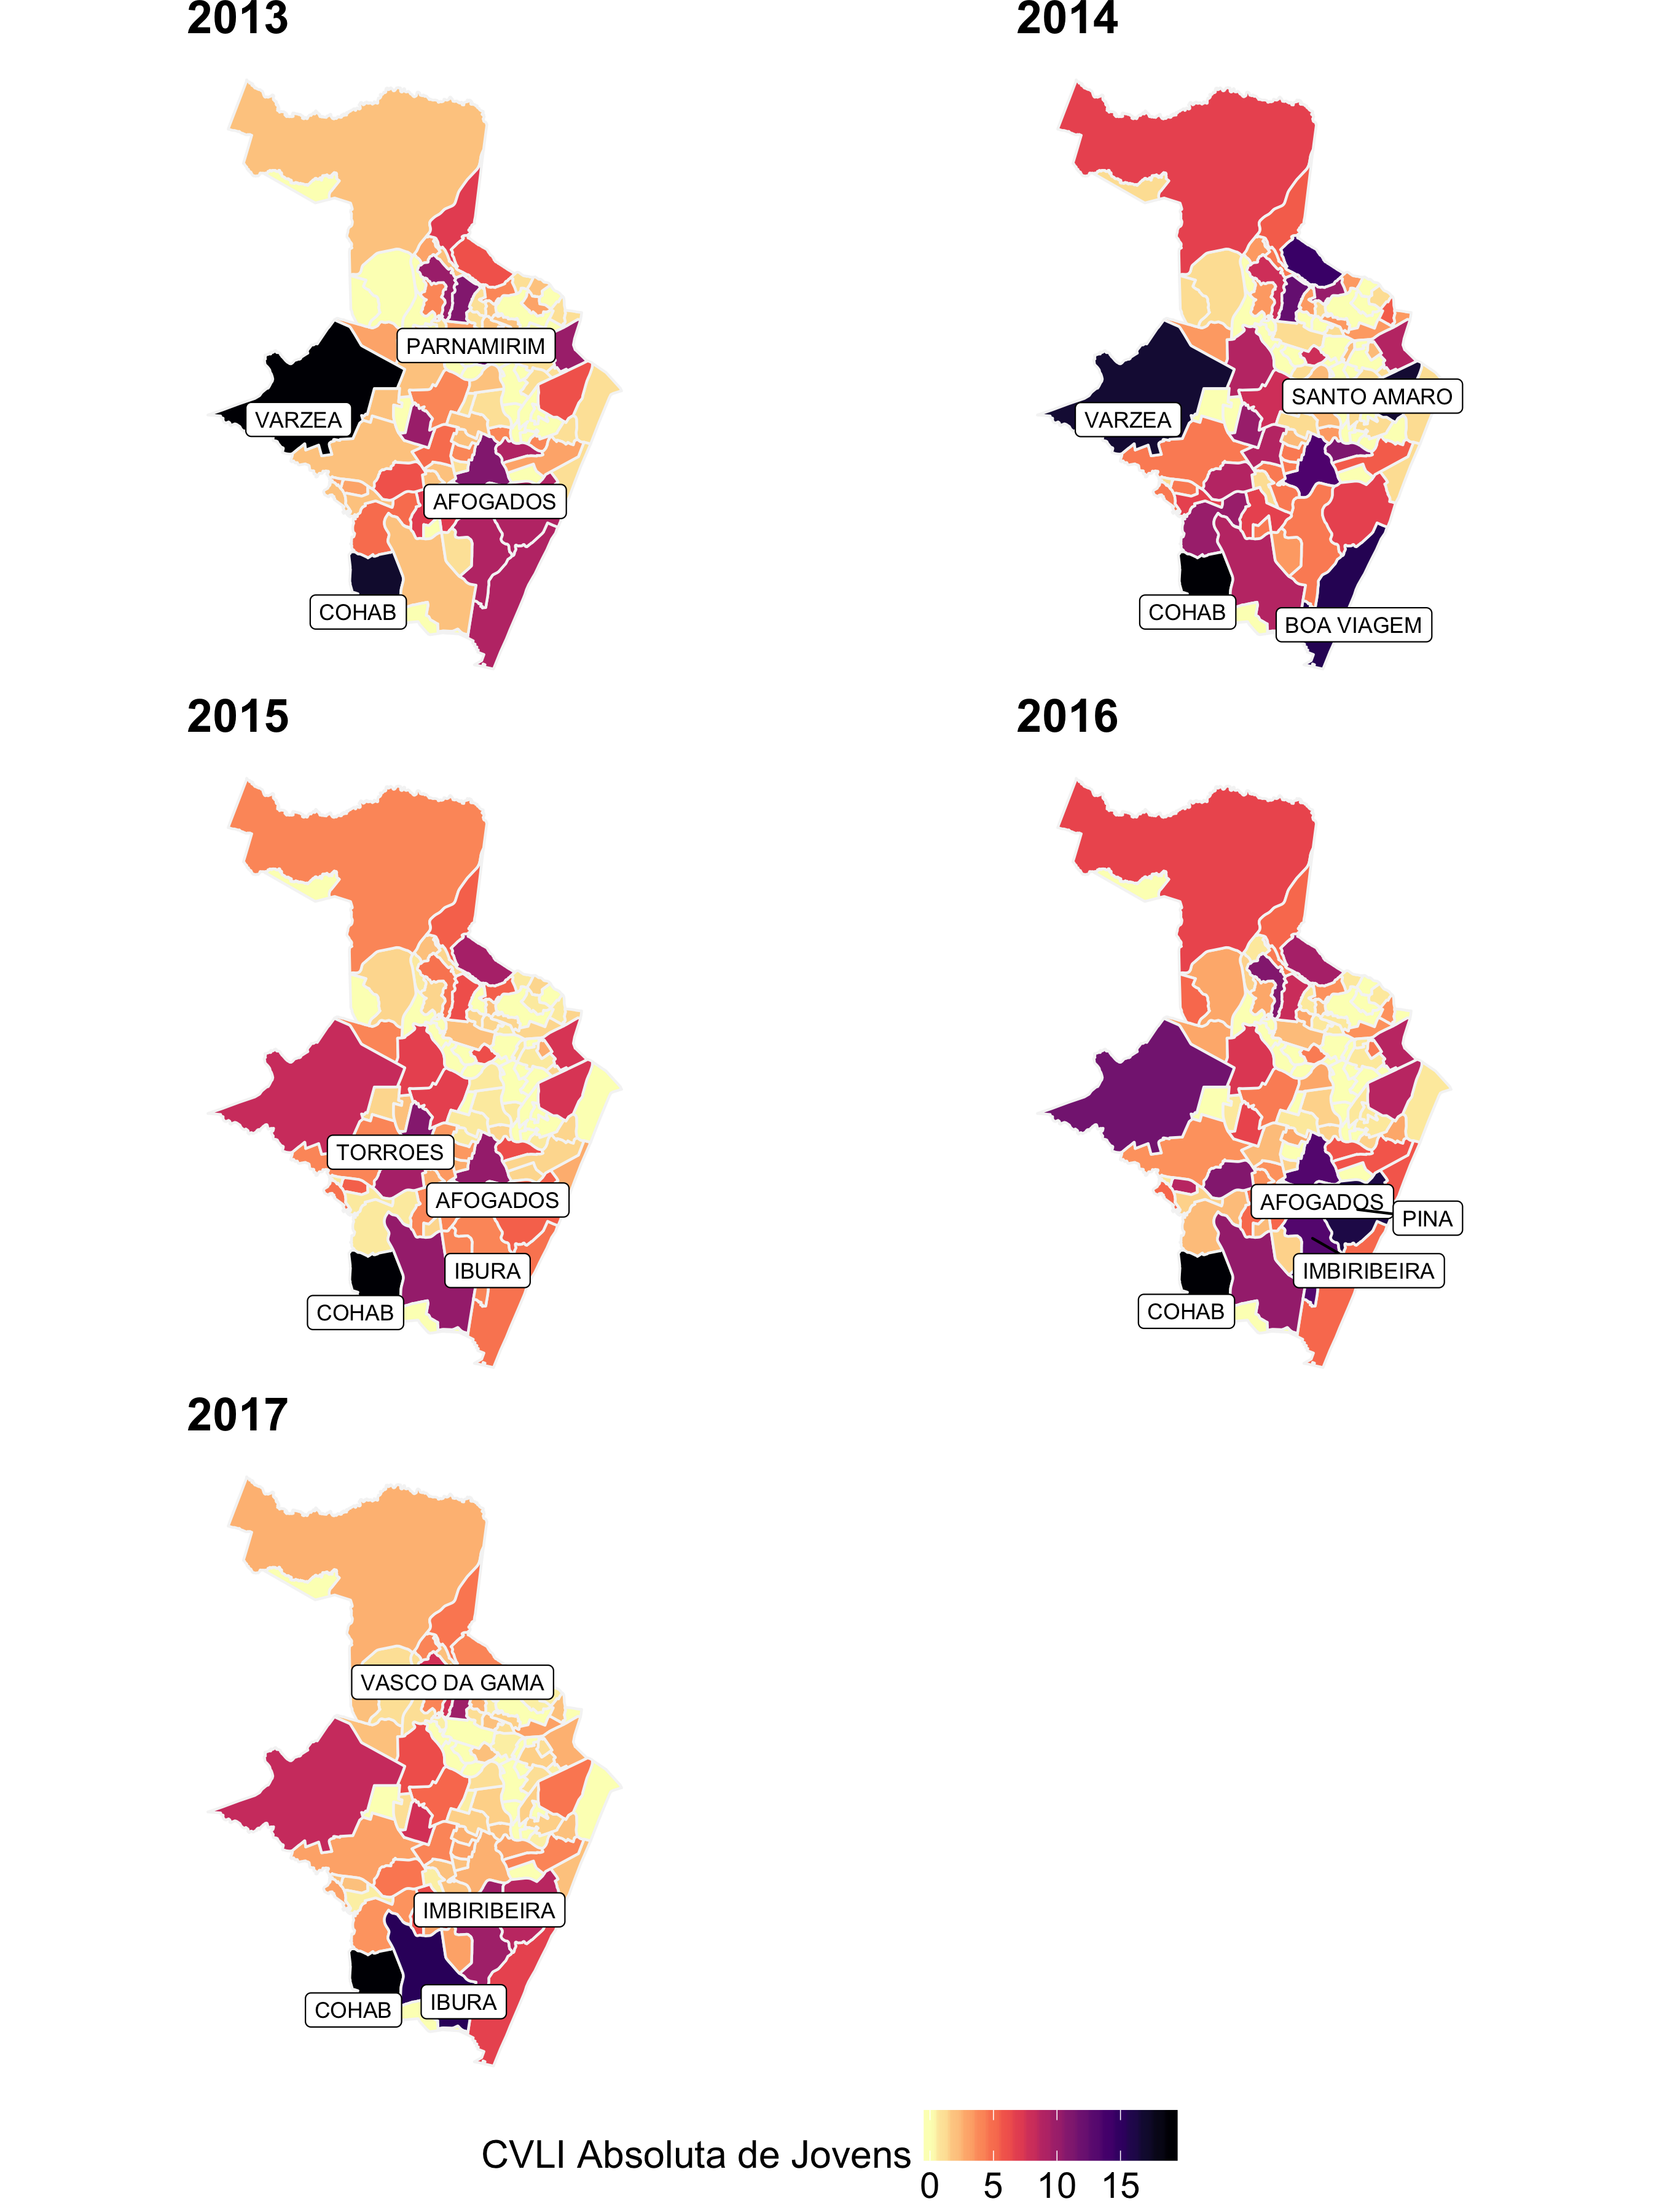 2013
2014
PARNAMIRIM
VARZEA
AFOGADOS
COHAB
SANTO AMARO
VARZEA
COHAB
BOA VIAGEM
2015
2016
TORROES
AFOGADOS
IBURA
COHAB
AFOGADOS
PINA
IMBIRIBEIRA
COHAB
2017
VASCO DA GAMA
IMBIRIBEIRA
IBURA
COHAB
CVLI Absoluta de Jovens
0 5 10 15